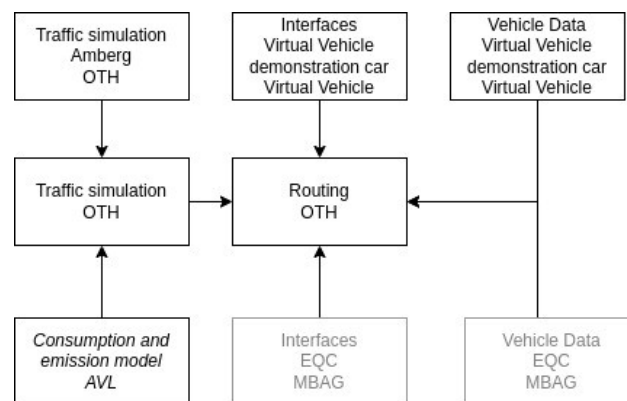 Traffic simulation
Amberg
OTH
Interfaces
Virtual Vehicle
demonstration car
Virtual Vehicle
Vehicle Data
Virtual Vehicle
demonstration car
Virtual Vehicle
Traffic simulation
OTH
Routing
OTH
Consumption and
emission model
AVL
Interfaces
EQC
MBAG
Vehicle Data
EQC
MBAG